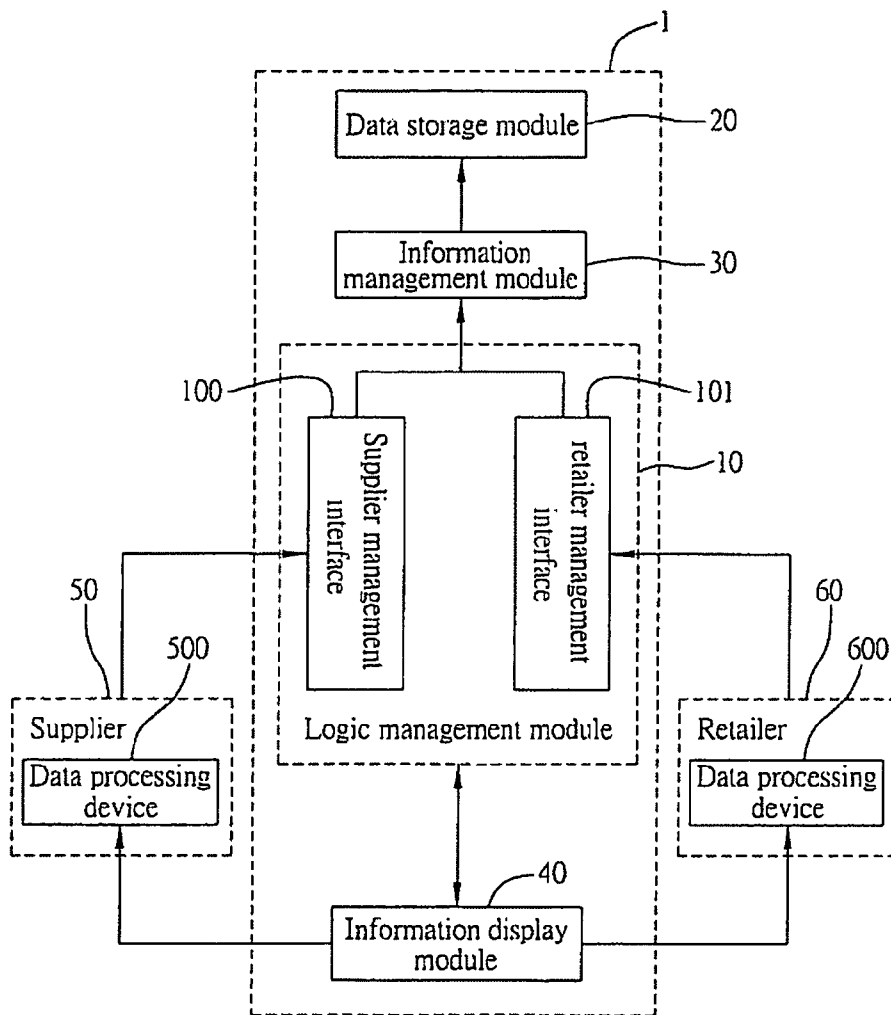 1
Data storage module
20
Information
management module
30
100
101
Supplier management
interface
retailer management
interface
10
50
500
60
600
Supplier
Data processing
device
Logic management module
Retailer
Data processing
device
40
Information display
module